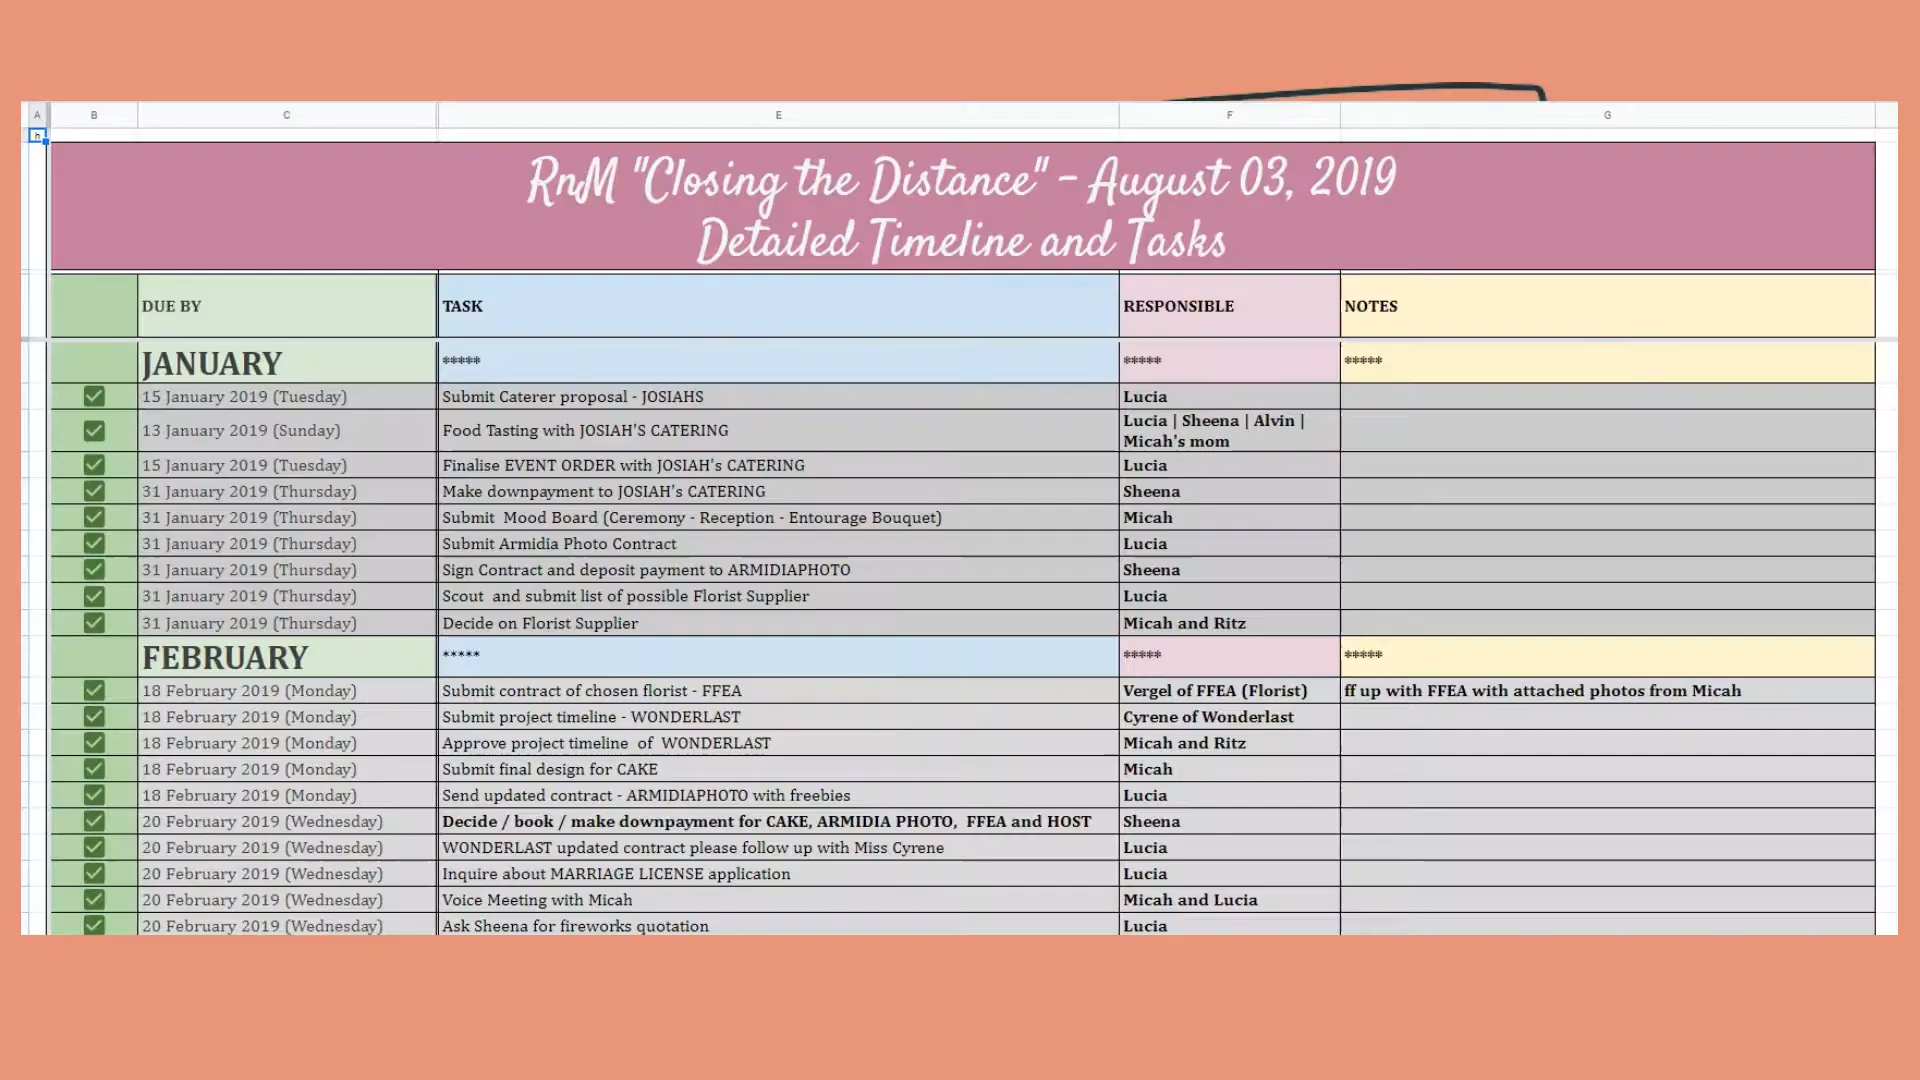 A B C E F G
h
RnM "Closing the Distance" - August 03, 2019
Detailed Timeline and Tasks
DUE BY TASK RESPONSIBLE NOTES
JANUARY ***** ***** *****
15 January 2019 (Tuesday) Submit Caterer proposal - JOSIAHS Lucia
13 January 2019 (Sunday) Food Tasting with JOSIAH'S CATERING Lucia | Sheena | Alvin |
Micah's mom
15 January 2019 (Tuesday) Finalise EVENT ORDER with JOSIAH's CATERING Lucia
31 January 2019 (Thursday) Make downpayment to JOSIAH's CATERING Sheena
31 January 2019 (Thursday) Submit Mood Board (Ceremony - Reception - Entourage Bouquet) Micah
31 January 2019 (Thursday) Submit Armidia Photo Contract Lucia
31 January 2019 (Thursday) Sign Contract and deposit payment to ARMIDIAPHOTO Sheena
31 January 2019 (Thursday) Scout and submit list of possible Florist Supplier Lucia
31 January 2019 (Thursday) Decide on Florist Supplier Micah and Ritz
FEBRUARY ***** ***** *****
18 February 2019 (Monday) Submit contract of chosen florist - FFEA Vergel of FFEA (Florist) ff up with FFEA with attached photos from Micah
18 February 2019 (Monday) Submit project timeline - WONDERLAST Cyrene of Wonderlast
18 February 2019 (Monday) Approve project timeline of WONDERLAST Micah and Ritz
18 February 2019 (Monday) Submit final design for CAKE Micah
18 February 2019 (Monday) Send updated contract - ARMIDIAPHOTO with freebies Lucia
20 February 2019 (Wednesday) Decide / book / make downpayment for CAKE, ARMIDIA PHOTO, FFEA and HOST Sheena
20 February 2019 (Wednesday) WONDERLAST updated contract please follow up with Miss Cyrene Lucia
20 February 2019 (Wednesday) Inquire about MARRIAGE LICENSE application Lucia
20 February 2019 (Wednesday) Voice Meeting with Micah Micah and Lucia
20 February 2019 (Wednesday) Ask Sheena for fireworks quotation Lucia